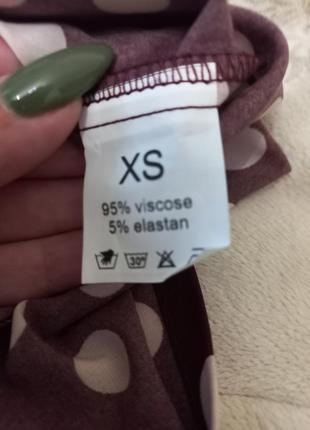 XS
95% viscose
5% elastan
30°